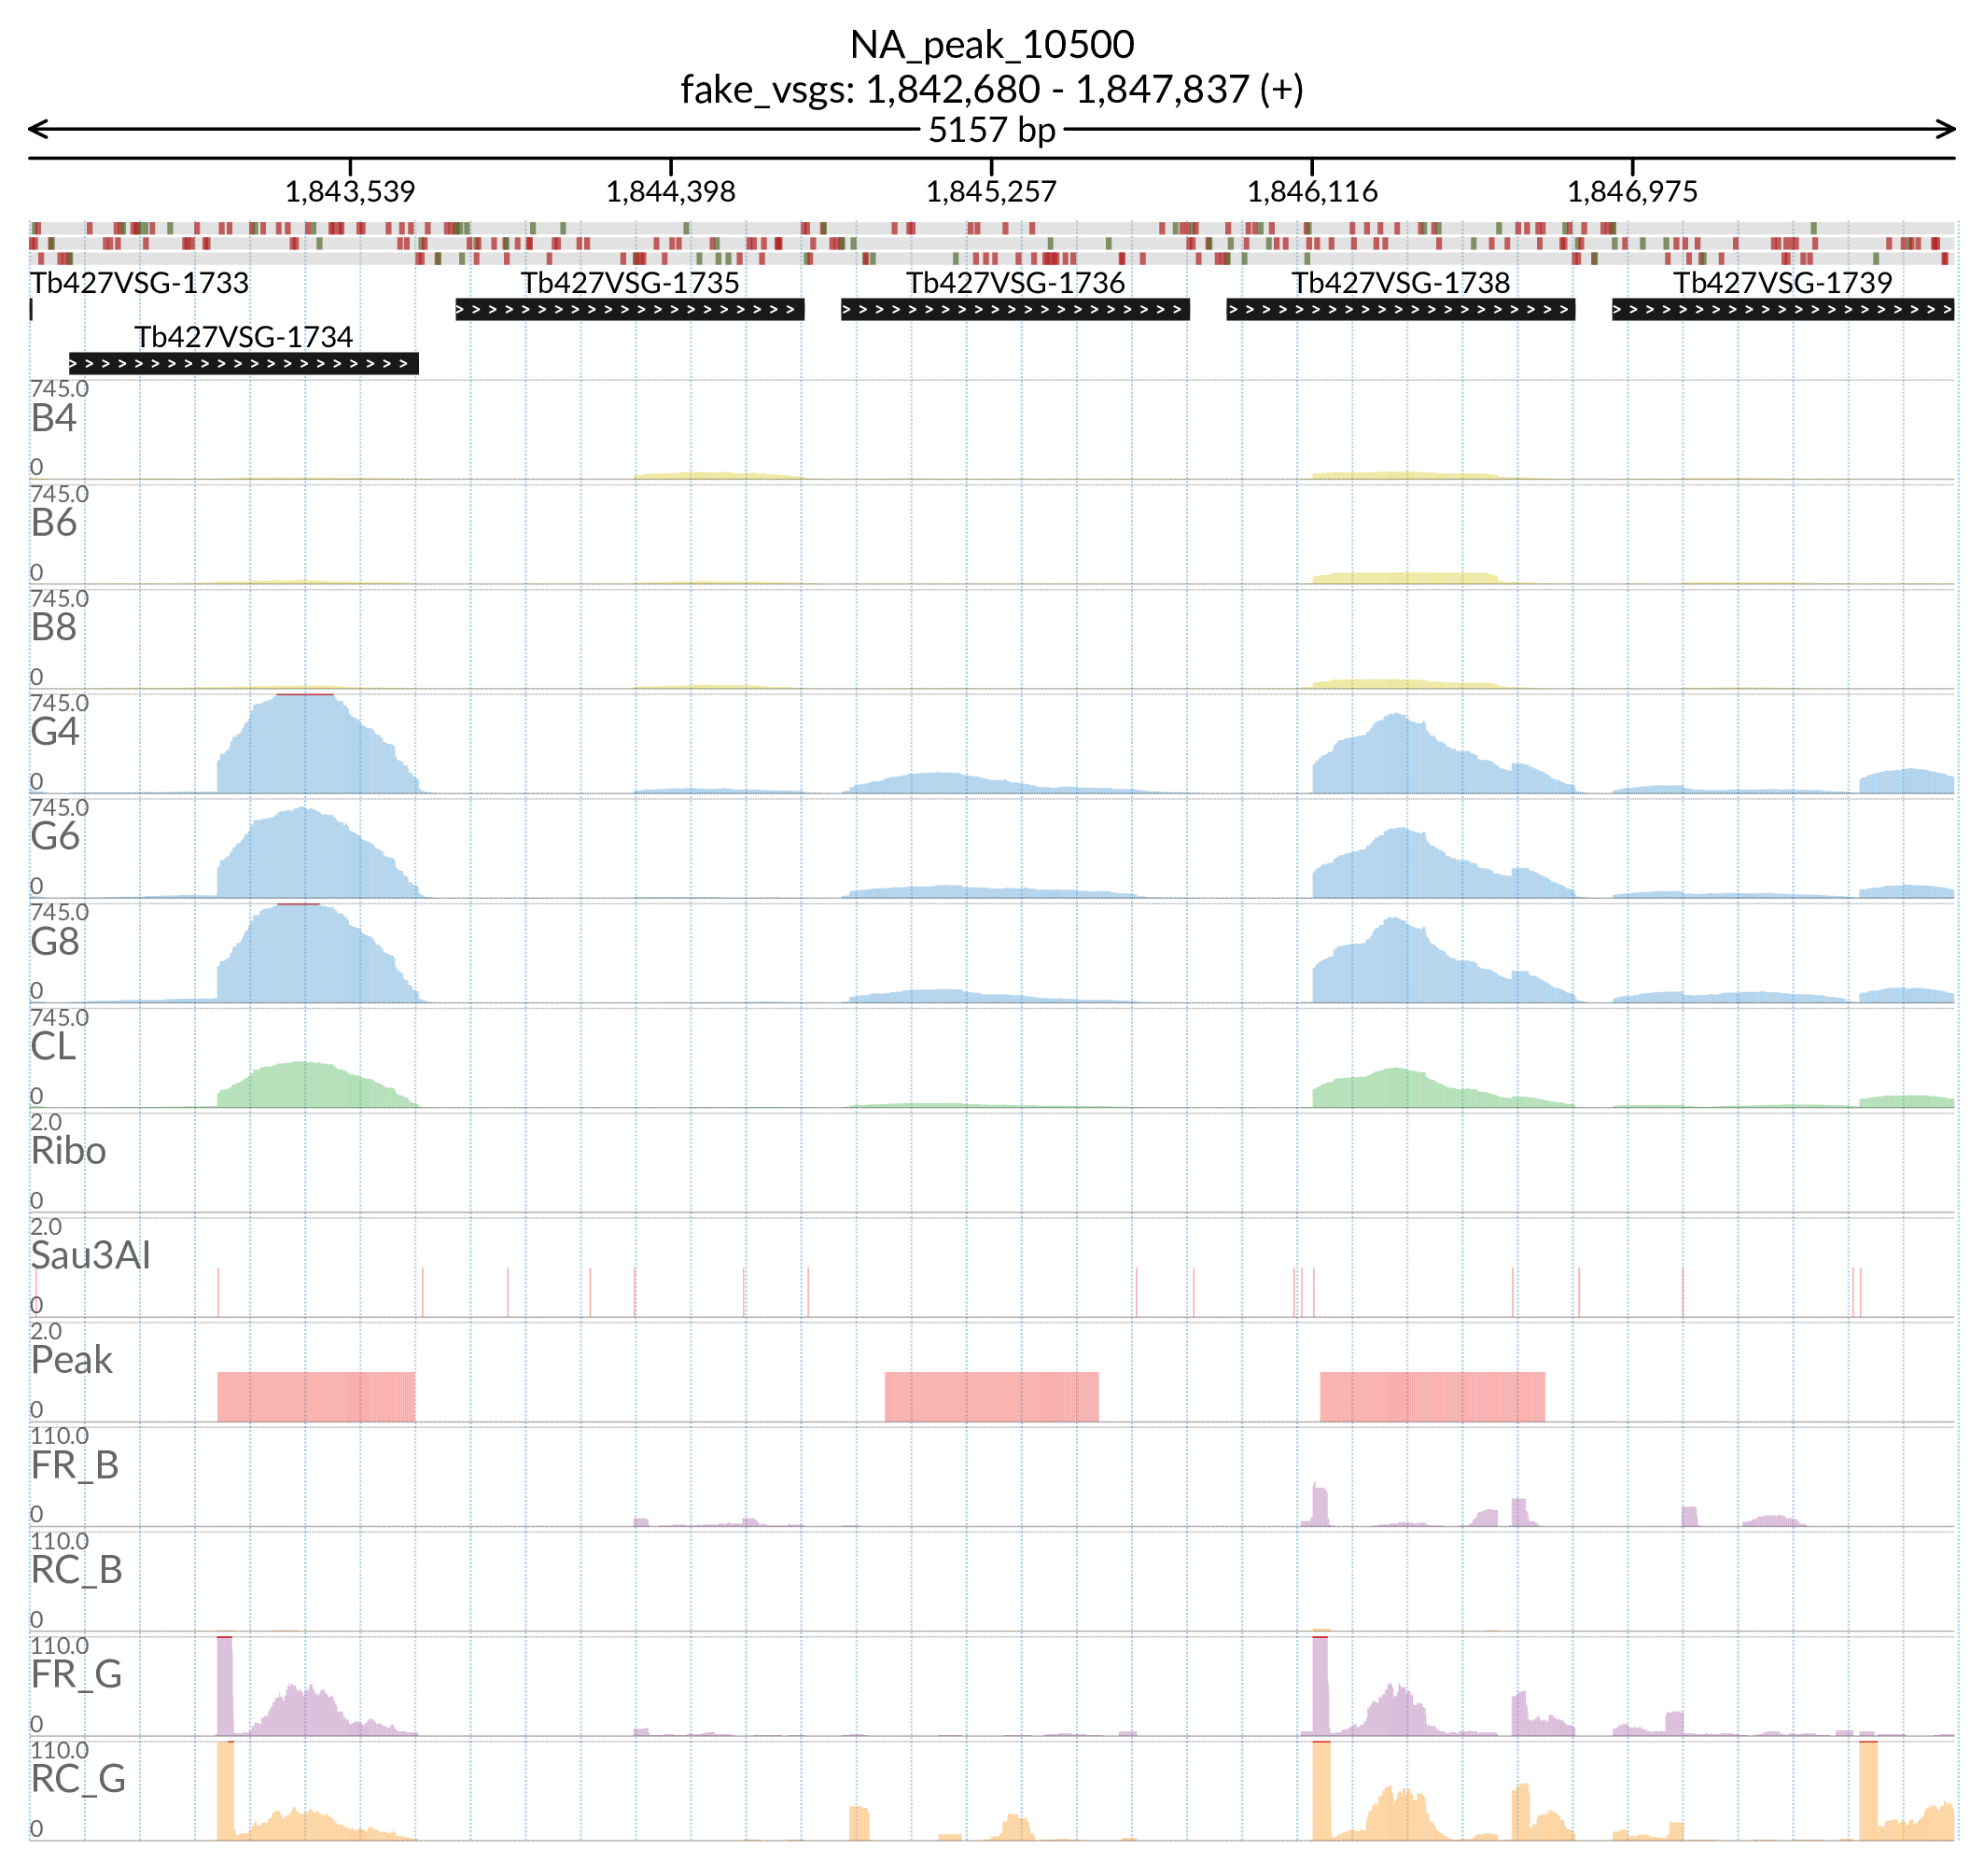 NA_peak_10500
fake_vsgs: 1,842,680 - 1,847,837 (+)
5157 bp
1,843,539 1,844,398 1,845,257 1,846,116 1,846,975
Tb427VSG-1733 Tb427VSG-1735 Tb427VSG-1736 Tb427VSG-1738 Tb427VSG-1739
Tb427VSG-1734
745.0
B4
0
745.0
B6
0
745.0
B8
0
745.0
G4
0
745.0
G6
0
745.0
G8
0
745.0
CL
0
2.0
Ribo
0
2.0
Sau3AI
0
2.0
Peak
0
110.0
FR_B
0
110.0
RC_B
0
110.0
FR_G
0
110.0
RC_G
0